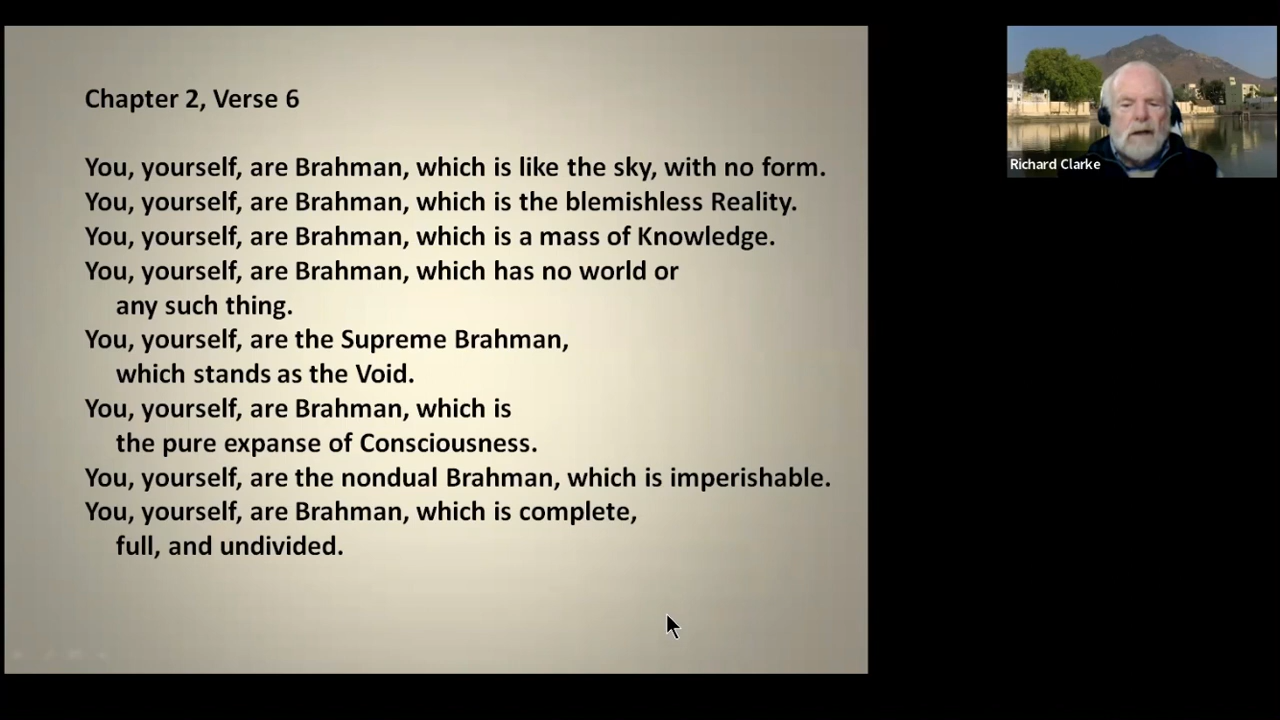 Chapter 2, Verse 6
You, yourself, are Brahman, which is like the sky, with no form.
You, yourself, are Brahman, which is the blemishless Reality.
You, yourself, are Brahman, which is a mass of Knowledge.
You, yourself, are Brahman, which has no world or
any such thing.
You, yourself, are the Supreme Brahman,
which stands as the Void.
You, yourself, are Brahman, which is
the pure expanse of Consciousness.
You, yourself, are the nondual Brahman, which is imperishable.
You, yourself, are Brahman, which is complete,
full, and undivided.
Richard Clarke